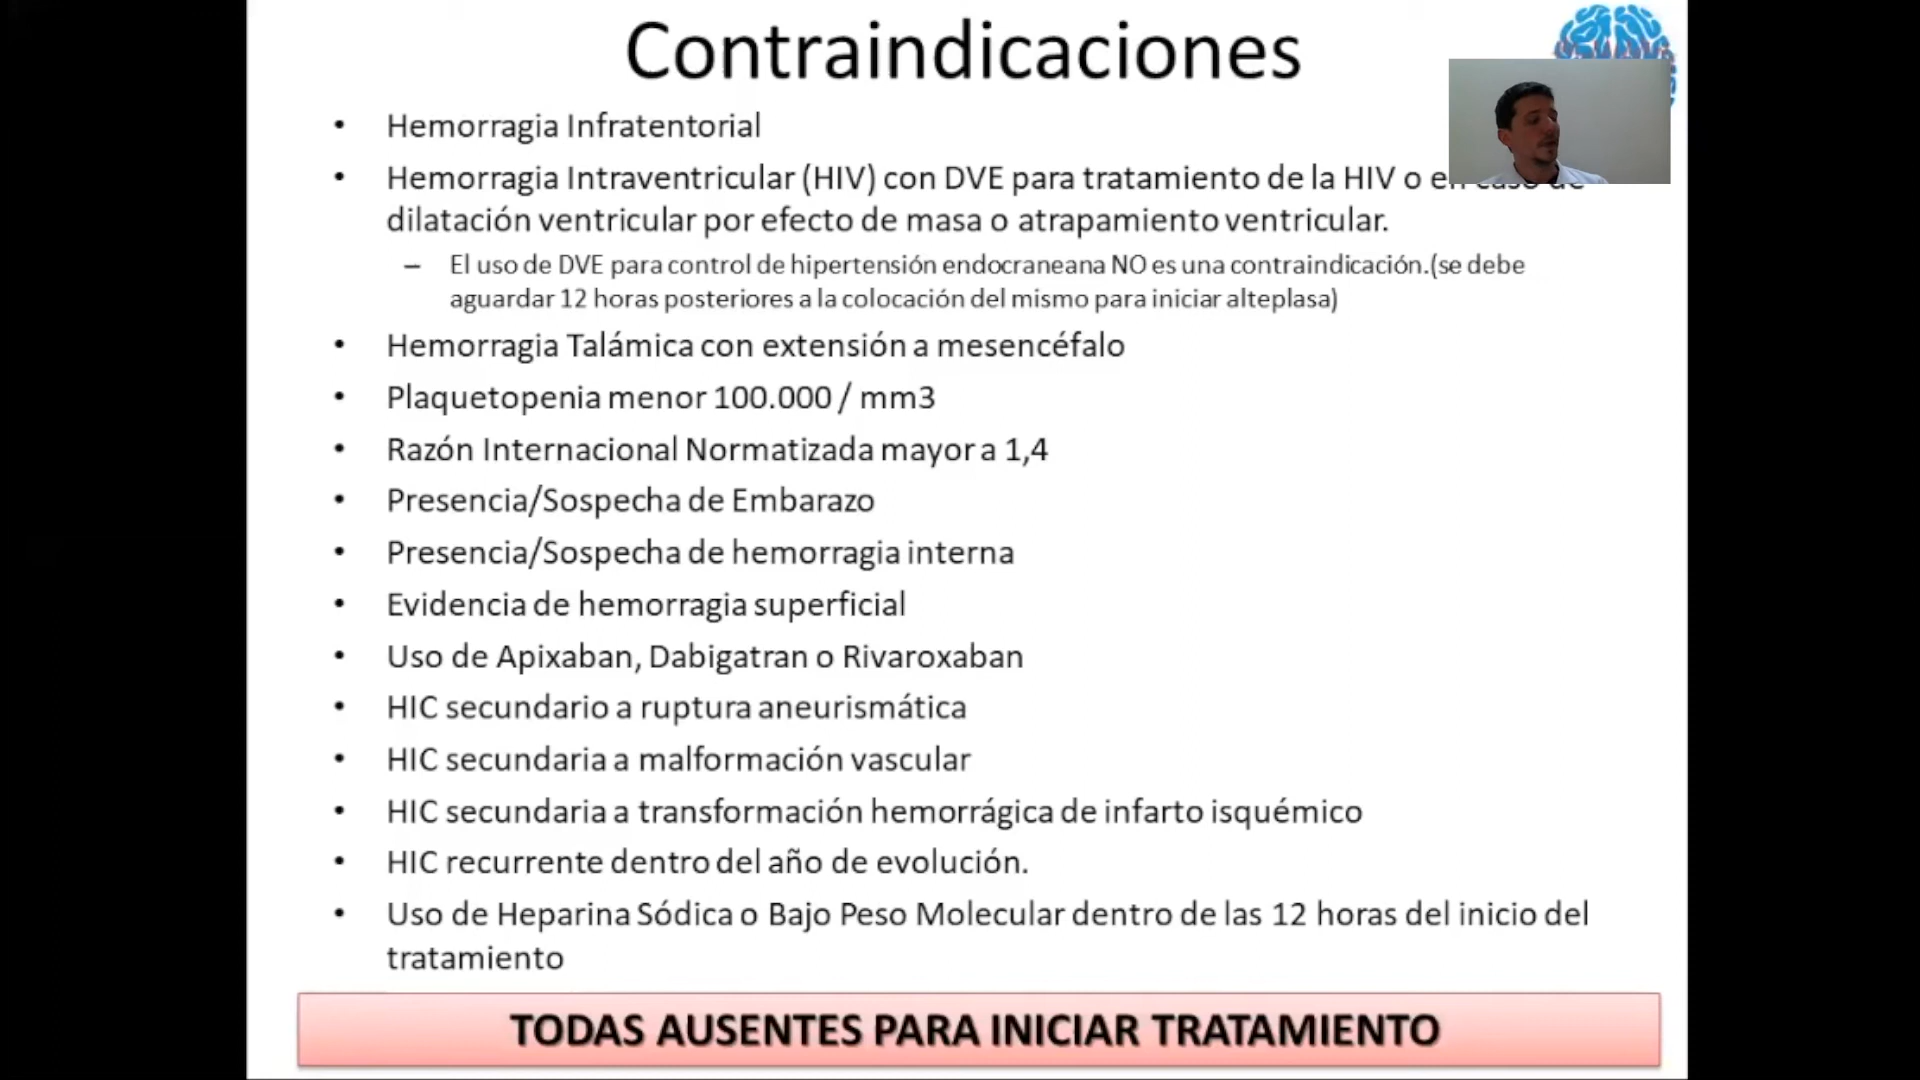 Contraindicaciones
• Hemorragia Infratentorial
• Hemorragia Intraventricular (HIV) con DVE para tratamiento de la HIV o en caso de
dilatación ventricular por efecto de masa o atrapamiento ventricular.
– El uso de DVE para control de hipertensión endocraneana NO es una contraindicación.(se debe
aguardar 12 horas posteriores a la colocación del mismo para iniciar alteplasa)
• Hemorragia Talámica con extensión a mesencéfalo
• Plaquetopenia menor 100.000 / mm3
• Razón Internacional Normatizada mayor a 1,4
• Presencia/Sospecha de Embarazo
• Presencia/Sospecha de hemorragia interna
• Evidencia de hemorragia superficial
• Uso de Apixaban, Dabigatran o Rivaroxaban
• HIC secundario a ruptura aneurismática
• HIC secundaria a malformación vascular
• HIC secundaria a transformación hemorrágica de infarto isquémico
• HIC recurrente dentro del año de evolución.
• Uso de Heparina Sódica o Bajo Peso Molecular dentro de las 12 horas del inicio del
tratamiento
TODAS AUSENTES PARA INICIAR TRATAMIENTO